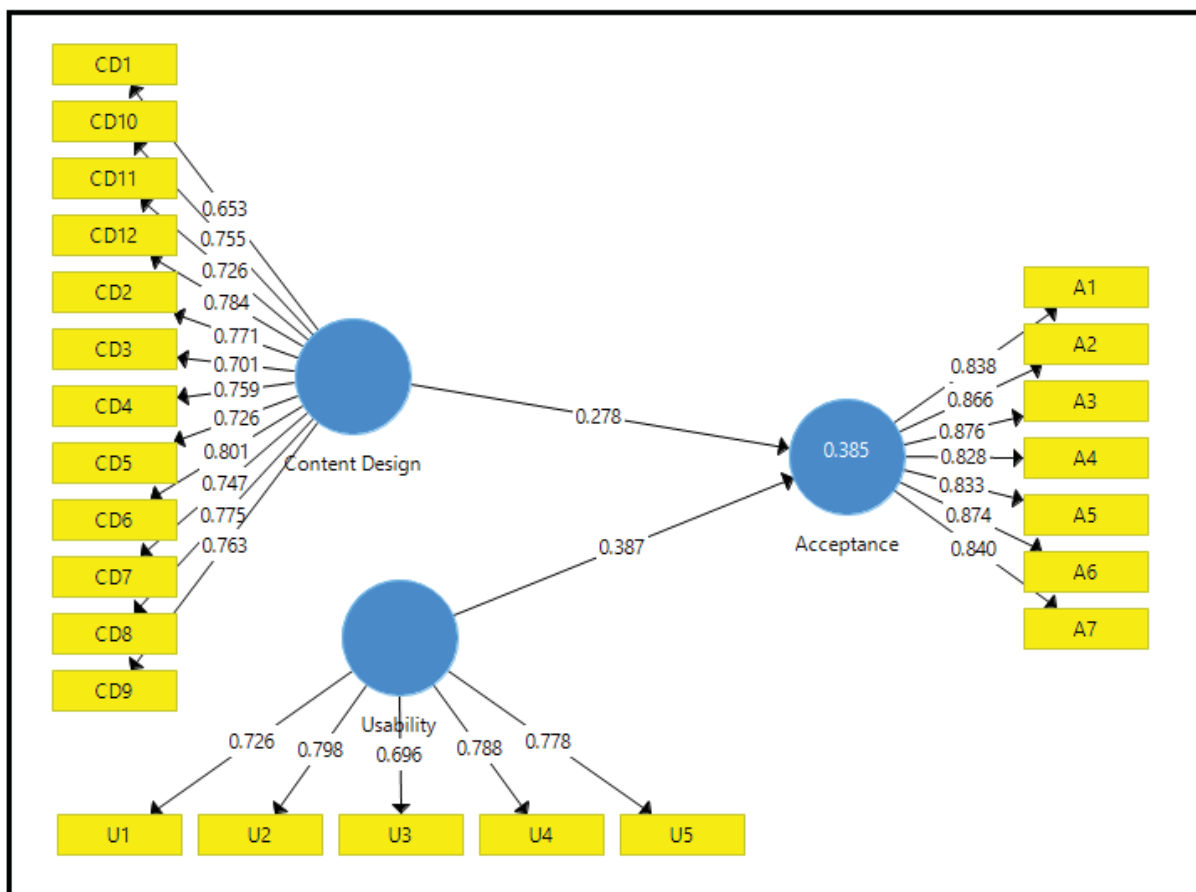 CD1
CD10
CD11
CD12
CD2
CD3
CD4
CD5
CD6
CD7
CD8
CD9
0.653
0.755
0.726
0.784
0.771
0.701
0.759
0.726
0.801
0.747
0.775
0.763
Content Design
0.278
0.387
0.385
Acceptance
0.838
0.866
0.876
0.828
0.833
0.874
0.840
A1
A2
A3
A4
A5
A6
A7
Usability
0.726
0.798
0.696
0.788
0.778
U1
U2
U3
U4
U5